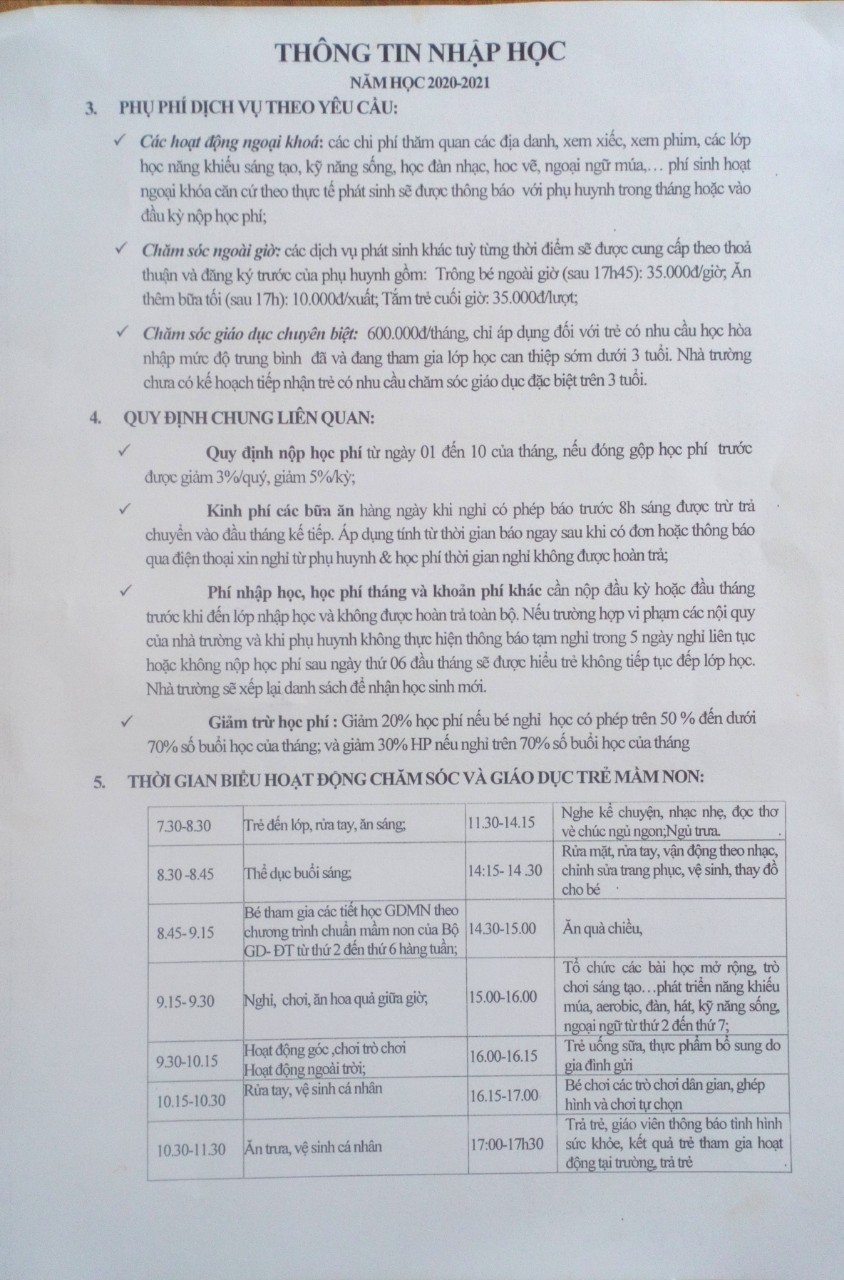 THÔNG TIN NHẬP HỌC
NĂM HỌC 2020-2021
3. PHỤ PHÍ DỊCH VỤ THEO YÊU CẦU:
✓ Các hoạt động ngoại khoá: các chi phí thăm quan các địa danh, xem xiếc, xem phim, các lớp
học năng khiếu sáng tạo, kỹ năng sống, học đàn nhạc, hoc vẽ, ngoại ngữ múa,… phí sinh hoạt
ngoại khóa căn cứ theo thực tế phát sinh sẽ được thông báo với phụ huynh trong tháng hoặc vào
đầu kỳ nộp học phí;
✓ Chăm sóc ngoài giờ: các dịch vụ phát sinh khác tuỳ từng thời điểm sẽ được cung cấp theo thoả
thuận và đăng ký trước của phụ huynh gồm: Trông bé ngoài giờ (sau 17h45): 35.000đ/giờ; Ăn
thêm bữa tối (sau 17h): 10.000đ/xuất; Tắm trẻ cuối giờ: 35.000đ/lượt;
✓ Chăm sóc giáo dục chuyên biệt: 600.000đ/tháng, chỉ áp dụng đối với trẻ có nhu cầu học hòa
nhập mức độ trung bình đã và đang tham gia lớp học can thiệp sớm dưới 3 tuổi. Nhà trường
chưa có kế hoạch tiếp nhận trẻ có nhu cầu chăm sóc giáo dục đặc biệt trên 3 tuổi.
4. QUY ĐỊNH CHUNG LIÊN QUAN:
✓ Quy định nộp học phí từ ngày 01 đến 10 của tháng, nếu đóng gộp học phí trước
được giảm 3%/quý, giảm 5%/kỳ;
✓ Kinh phí các bữa ăn hàng ngày khi nghỉ có phép báo trước 8h sáng được trừ trả
chuyển vào đầu tháng kế tiếp. Áp dụng tính từ thời gian báo ngay sau khi có đơn hoặc thông báo
qua điện thoại xin nghỉ từ phụ huynh & học phí thời gian nghỉ không được hoàn trả;
✓ Phí nhập học, học phí tháng và khoản phí khác cần nộp đầu kỳ hoặc đầu tháng
trước khi đến lớp nhập học và không được hoàn trả toàn bộ. Nếu trường hợp vi phạm các nội quy
của nhà trường và khi phụ huynh không thực hiện thông báo tạm nghỉ trong 5 ngày nghỉ liên tục
hoặc không nộp học phí sau ngày thứ 06 đầu tháng sẽ được hiểu trẻ không tiếp tục đếp lớp học.
Nhà trường sẽ xếp lại danh sách để nhận học sinh mới.
✓ Giảm trừ học phí : Giảm 20% học phí nếu bé nghỉ học có phép trên 50 % đến dưới
70% số buổi học của tháng; và giảm 30% HP nếu nghỉ trên 70% số buổi học của tháng
5. THỜI GIAN BIỂU HOẠT ĐỘNG CHĂM SÓC VÀ GIÁO DỤC TRẺ MẦM NON:
7.30-8.30 Trẻ đến lớp, rửa tay, ăn sáng;
11.30-14.15 Nghe kể chuyện, nhạc nhẹ, đọc thơ
vè chúc ngủ ngon;Ngủ trưa.
8.30 -8.45 Thể dục buổi sáng;
14:15- 14 .30 Rửa mặt, rửa tay, vận động theo nhạc,
chỉnh sửa trang phục, vệ sinh, thay đồ
cho bé
8.45- 9.15 Bé tham gia các tiết học GDMN theo
chương trình chuẩn mầm non của Bộ
GD- ĐT từ thứ 2 đến thứ 6 hàng tuần;
14.30-15.00 Ăn quà chiều,
9.15- 9.30 Nghỉ, chơi, ăn hoa quả giữa giờ;
15.00-16.00 Tổ chức các bài học mở rộng, trò
chơi sáng tạo…phát triển năng khiếu
múa, aerobic, đàn, hát, kỹ năng sống,
ngoại ngữ từ thứ 2 đến thứ 7;
9.30-10.15 Hoạt động góc ,chơi trò chơi
Hoạt động ngoài trời;
16.00-16.15 Trẻ uống sữa, thực phẩm bổ sung do
gia đình gửi
10.15-10.30 Rửa tay, vệ sinh cá nhân
16.15-17.00 Bé chơi các trò chơi dân gian, ghép
hình và chơi tự chọn
10.30-11.30 Ăn trưa, vệ sinh cá nhân
17:00-17h30 Trả trẻ, giáo viên thông báo tình hình
sức khỏe, kết quả trẻ tham gia hoạt
động tại trường, trả trẻ